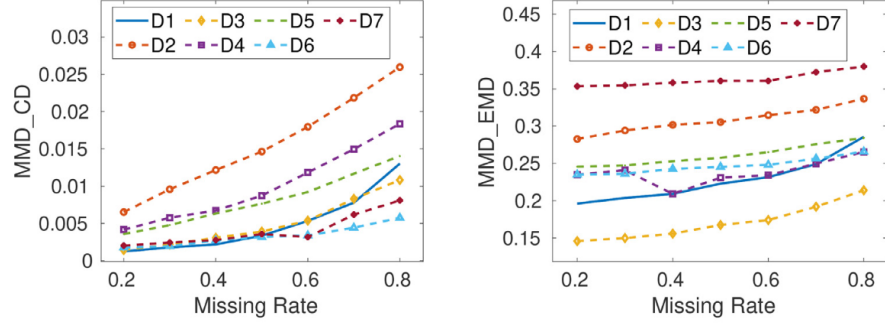 D1 D3 D5 D7
D2 D4 D6
0.03
0.025
0.02
0.015
0.01
0.005
0
MMD_CD
0.2 0.4 0.6 0.8
Missing Rate
D1 D3 D5 D7
D2 D4 D6
0.45
0.4
0.35
0.3
0.25
0.2
0.15
MMD_EMD
0.2 0.4 0.6 0.8
Missing Rate